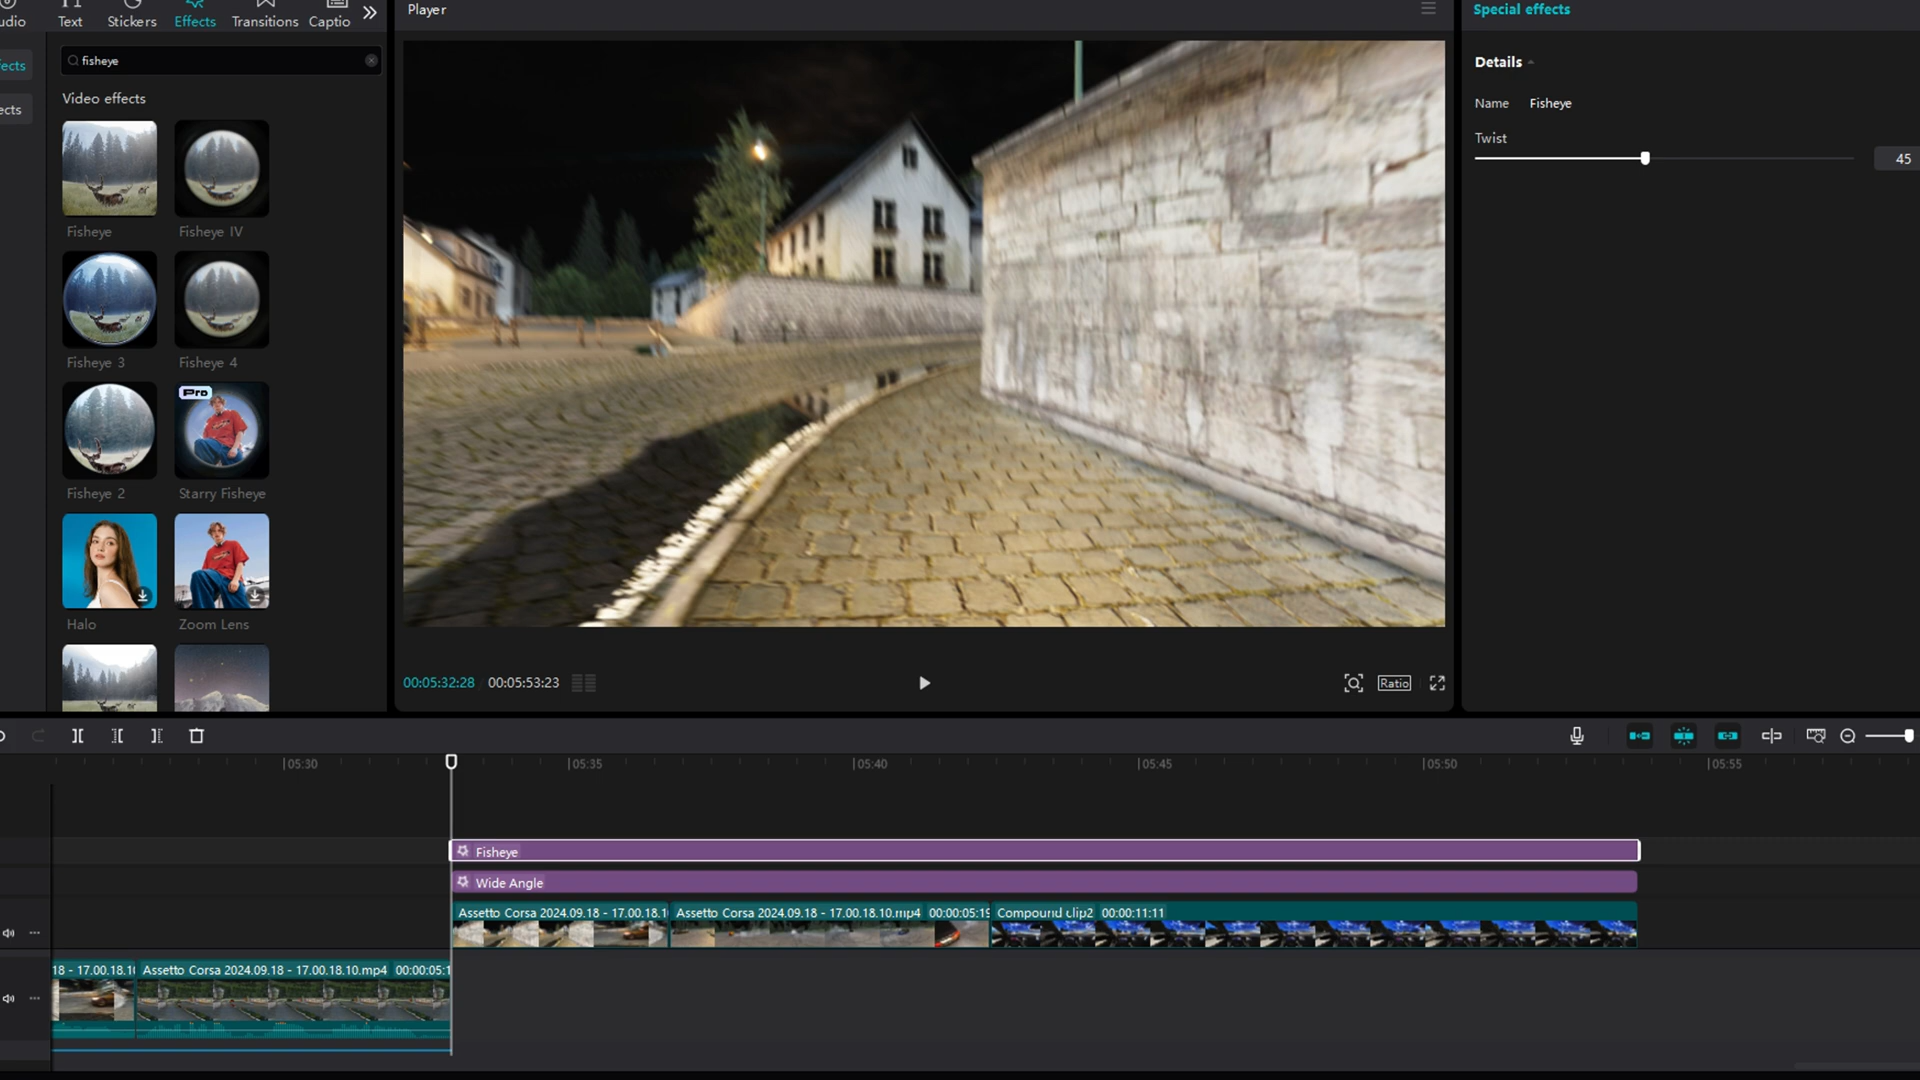 udio
Text
Stickers
Effects
Transitions
Captio
Player
Special effects
ects
ects
fisheye
Video effects
Fisheye
Fisheye IV
Fisheye 3
Fisheye 4
Pro
Fisheye 2
Starry Fisheye
Halo
Zoom Lens
Details
Name Fisheye
Twist
45
00:05:32:28 00:05:53:23
Ratio
05:30
05:35
05:40
05:45
05:50
05:55
Fisheye
Wide Angle
Assetto Corsa 2024.09.18 - 17.00.18.1
Assetto Corsa 2024.09.18 - 17.00.18.10.mp4 00:00:05:19
Compound clip2 00:00:11:11
18 - 17.00.18.10
Assetto Corsa 2024.09.18 - 17.00.18.10.mp4 00:00:05:1